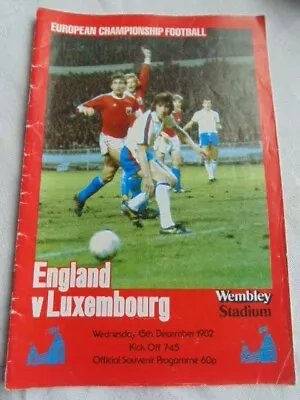 EUROPEAN CHAMPIONSHIP FOOTBALL
England
v Luxembourg
Wembley
Stadium
Wednesday 15th December 1982
Kick Off 7.45
Official Souvenir Programme 60p